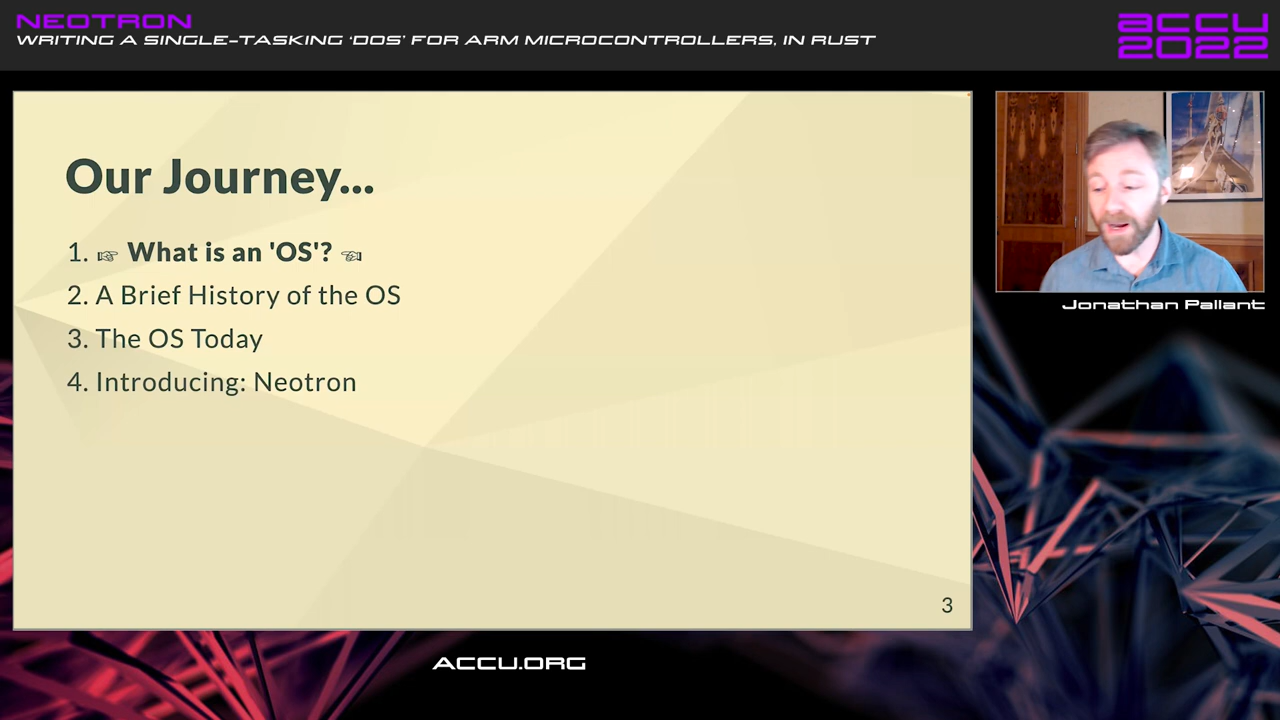 NEOTRON
WRITING A SINGLE-TASKING 'DOS' FOR ARM MICROCONTROLLERS, IN RUST
ACCU
2022
Our Journey...
1. ☞ What is an 'OS'? ☜
2. A Brief History of the OS
3. The OS Today
4. Introducing: Neotron
3
Jonathan Pallant
ACCU.ORG